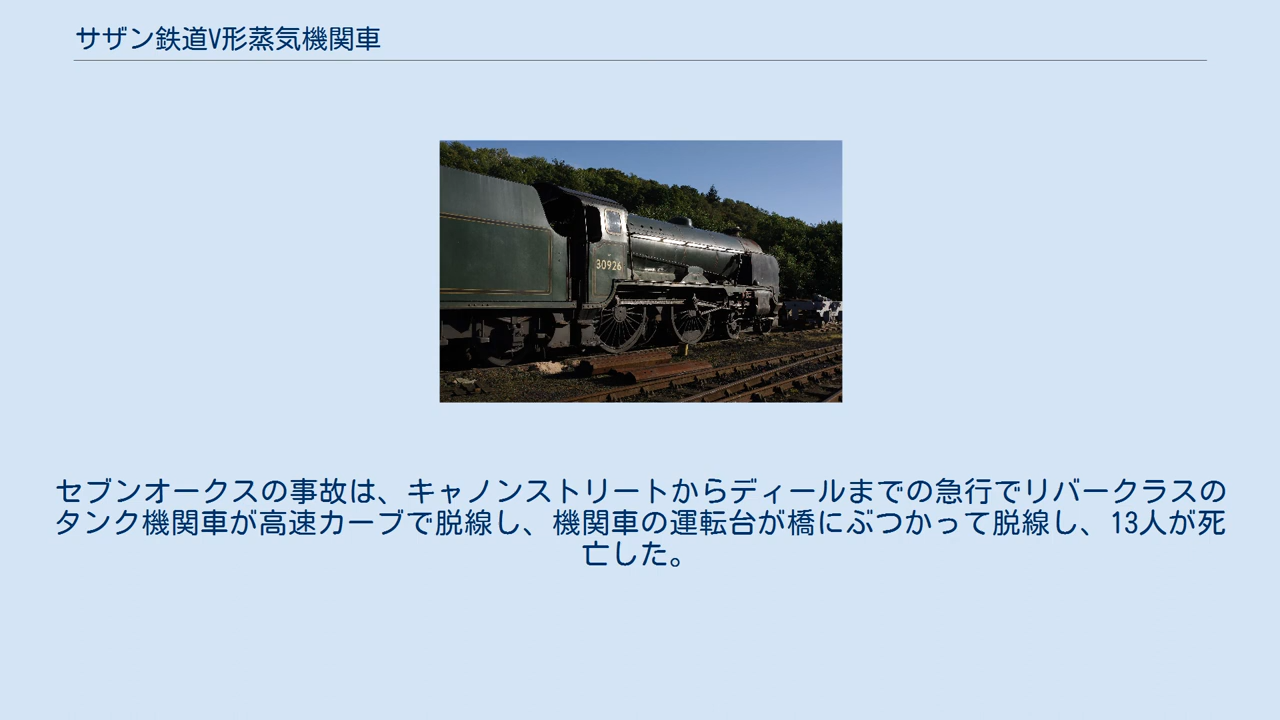 サザン鉄道V形蒸気機関車
30926
セブンオークスの事故は、キャノンストリートからディールまでの急行でリバークラスの
タンク機関車が高速カーブで脱線し、機関車の運転台が橋にぶつかって脱線し、13人が死
亡した。